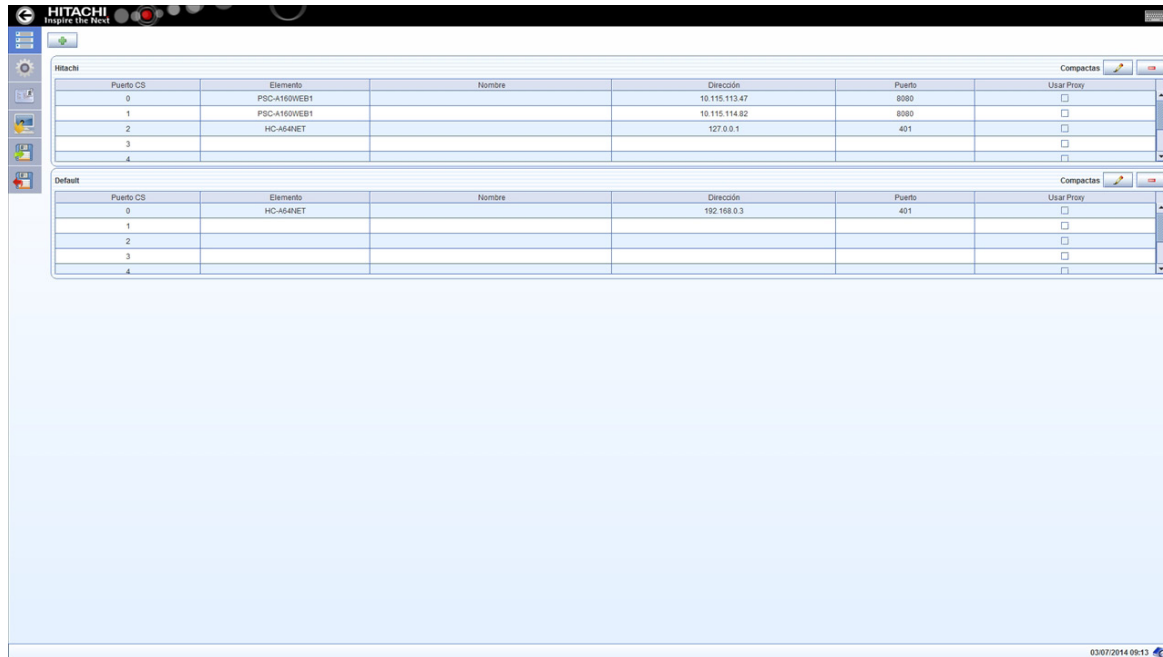 HITACHI
Inspire the Next
Hitachi Compactas
Puerto CS Elemento Nombre Dirección Puerto Usar Proxy
0 PSC-A160WEB1 10.115.113.47 8080
1 PSC-A160WEB1 10.115.114.82 8080
2 HC-A64NET 127.0.0.1 401
3
4
Default Compactas
Puerto CS Elemento Nombre Dirección Puerto Usar Proxy
0 HC-A64NET 192.168.0.3 401
1
2
3
4
03/07/2014 09:13